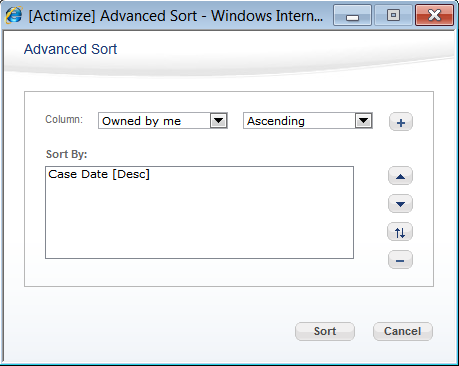 [Actimize] Advanced Sort - Windows Intern...
Advanced Sort
Column: Owned by me Ascending
Sort By:
Case Date [Desc]
Sort Cancel